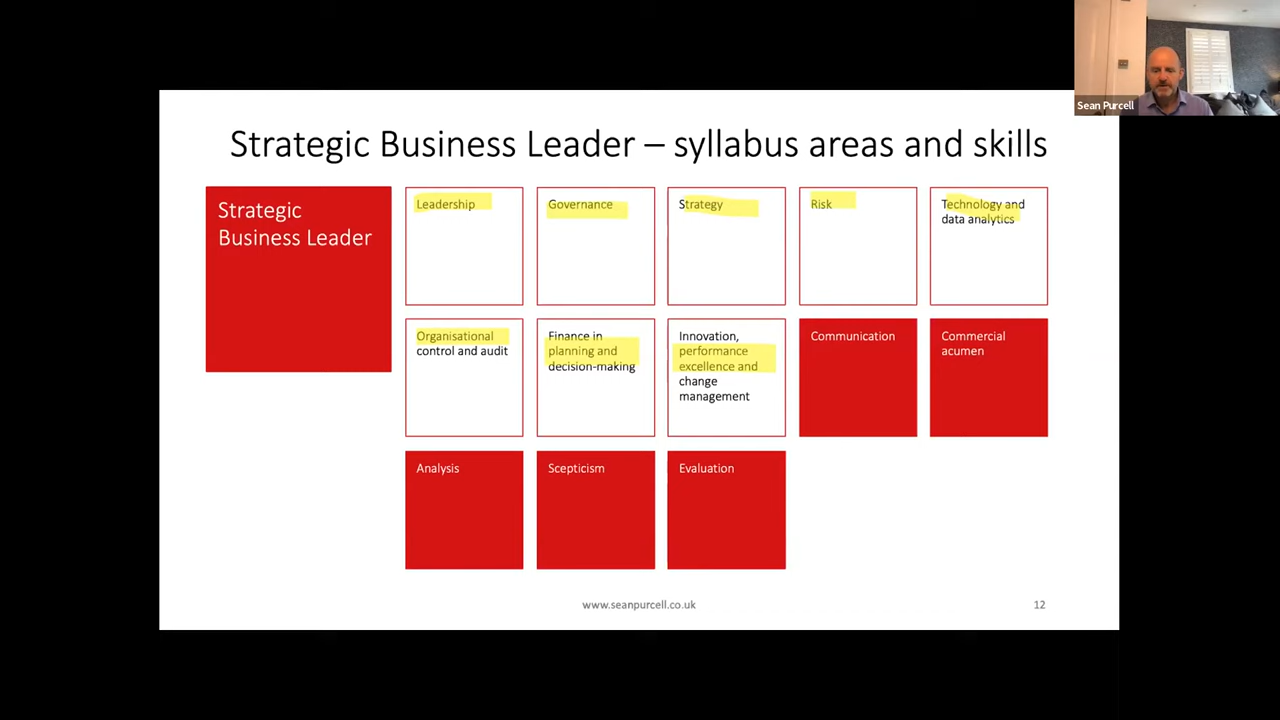 Sean Purcell
Strategic Business Leader – syllabus areas and skills
Strategic
Business Leader
Leadership
Governance
Strategy
Risk
Technology and
data analytics
Organisational
control and audit
Finance in
planning and
decision-making
Innovation,
performance
excellence and
change
management
Communication
Commercial
acumen
Analysis
Scepticism
Evaluation
www.seanpurcell.co.uk
12